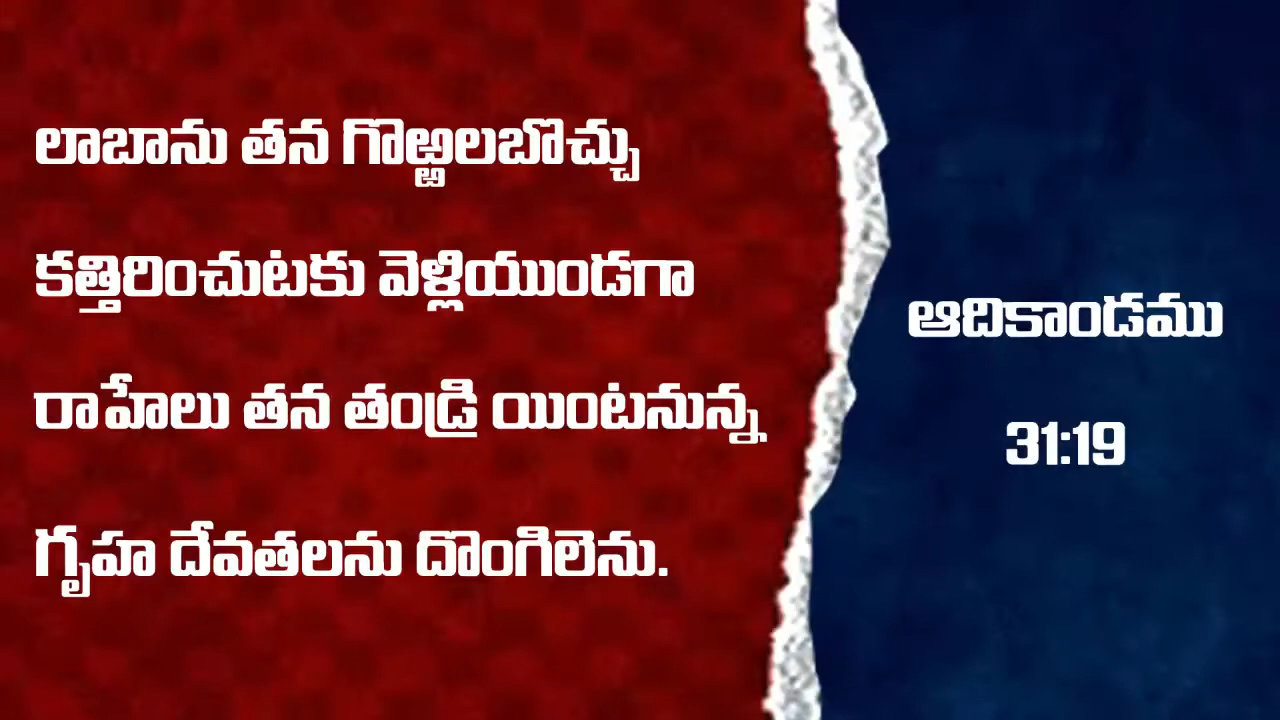 లాబాను తన గొఱ్ఱలబొచ్చు
కత్తిరించుటకు వెళ్లియుండగా
రాహేలు తన తండ్రి యింటనున్న
గృహ దేవతలను దొంగిలెను.
ఆదికాండము
31:19